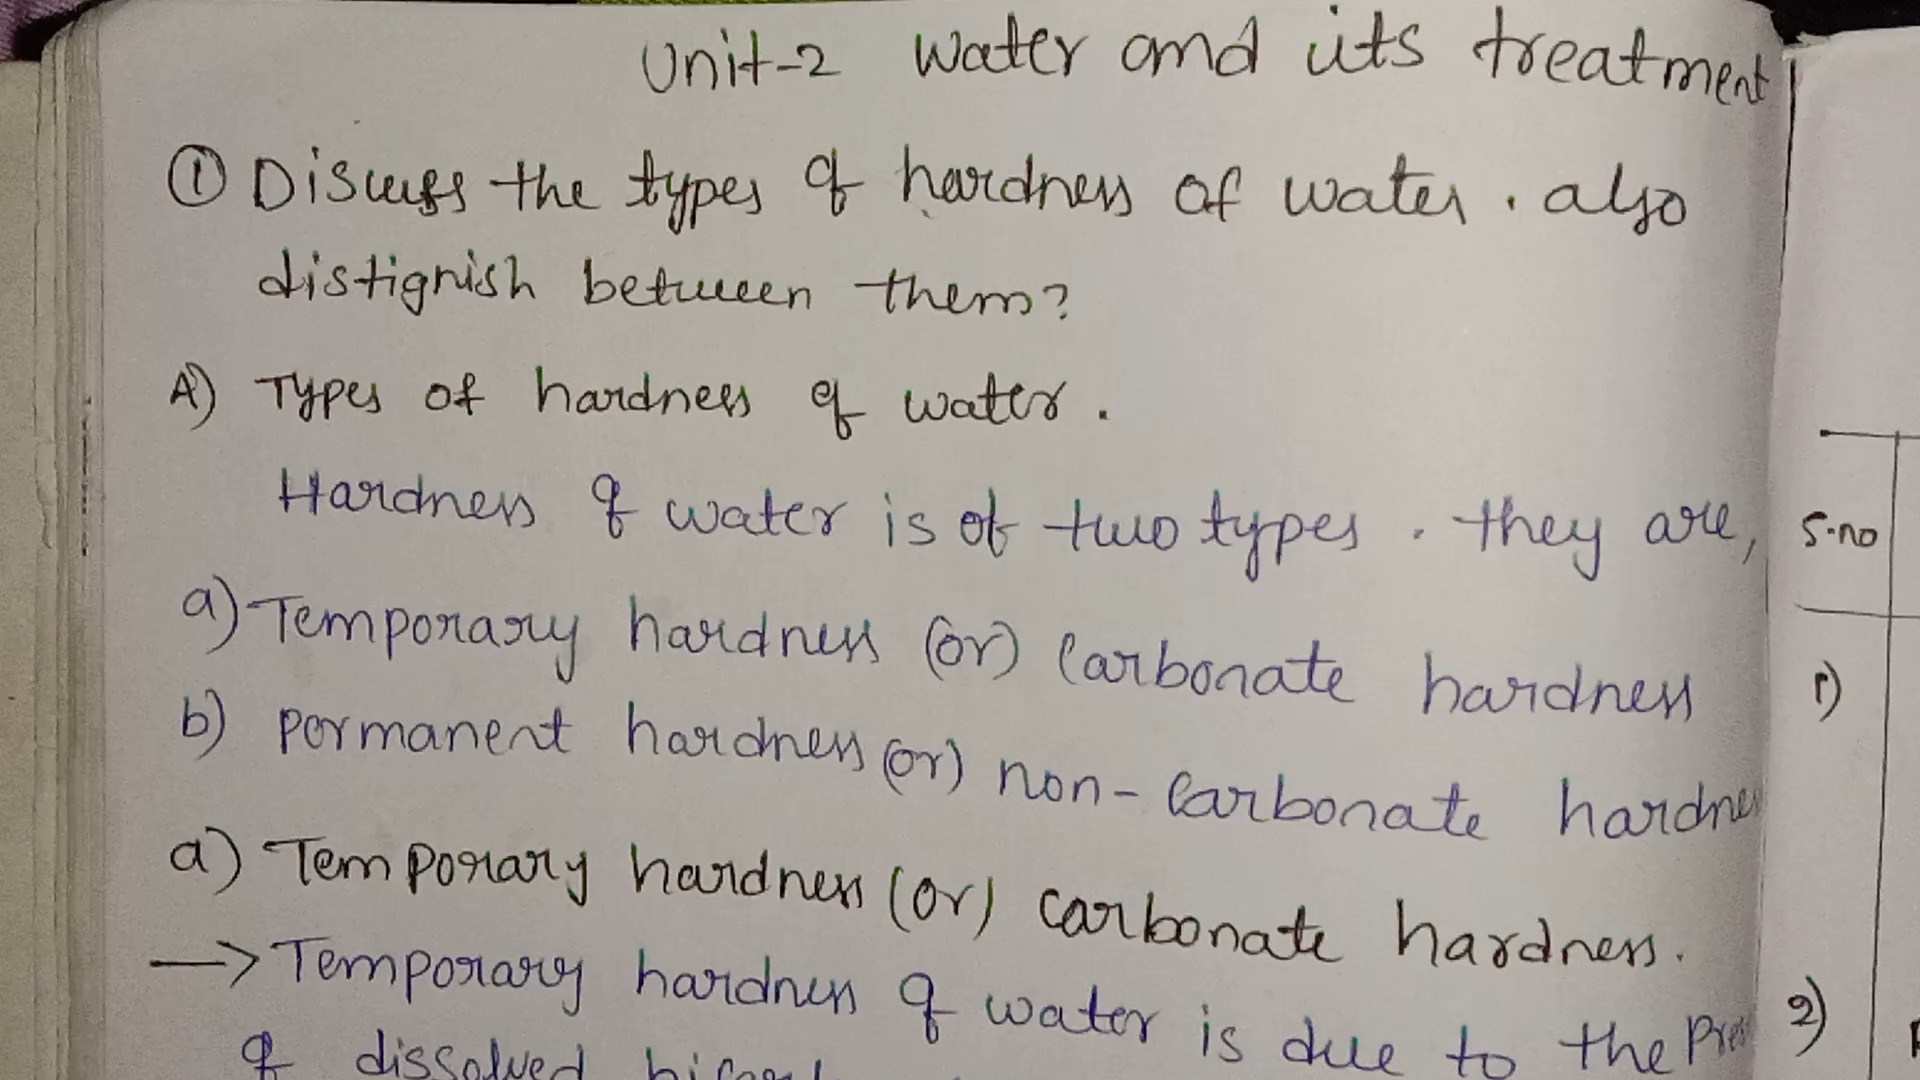 Unit-2 Water and its treatment
① Discuss the types of hardness of water. also
distignish between them?
A) Types of hardness of water.
Hardness of water is of two types. they are,
a) Temporary hardness (or) Carbonate hardness
b) permanent hardness (or) non-Carbonate
a) Temporary hardness (or) carbonate hardness.
→ Temporary hardness of water is due to the
of dissolved
S.no
1)
2)